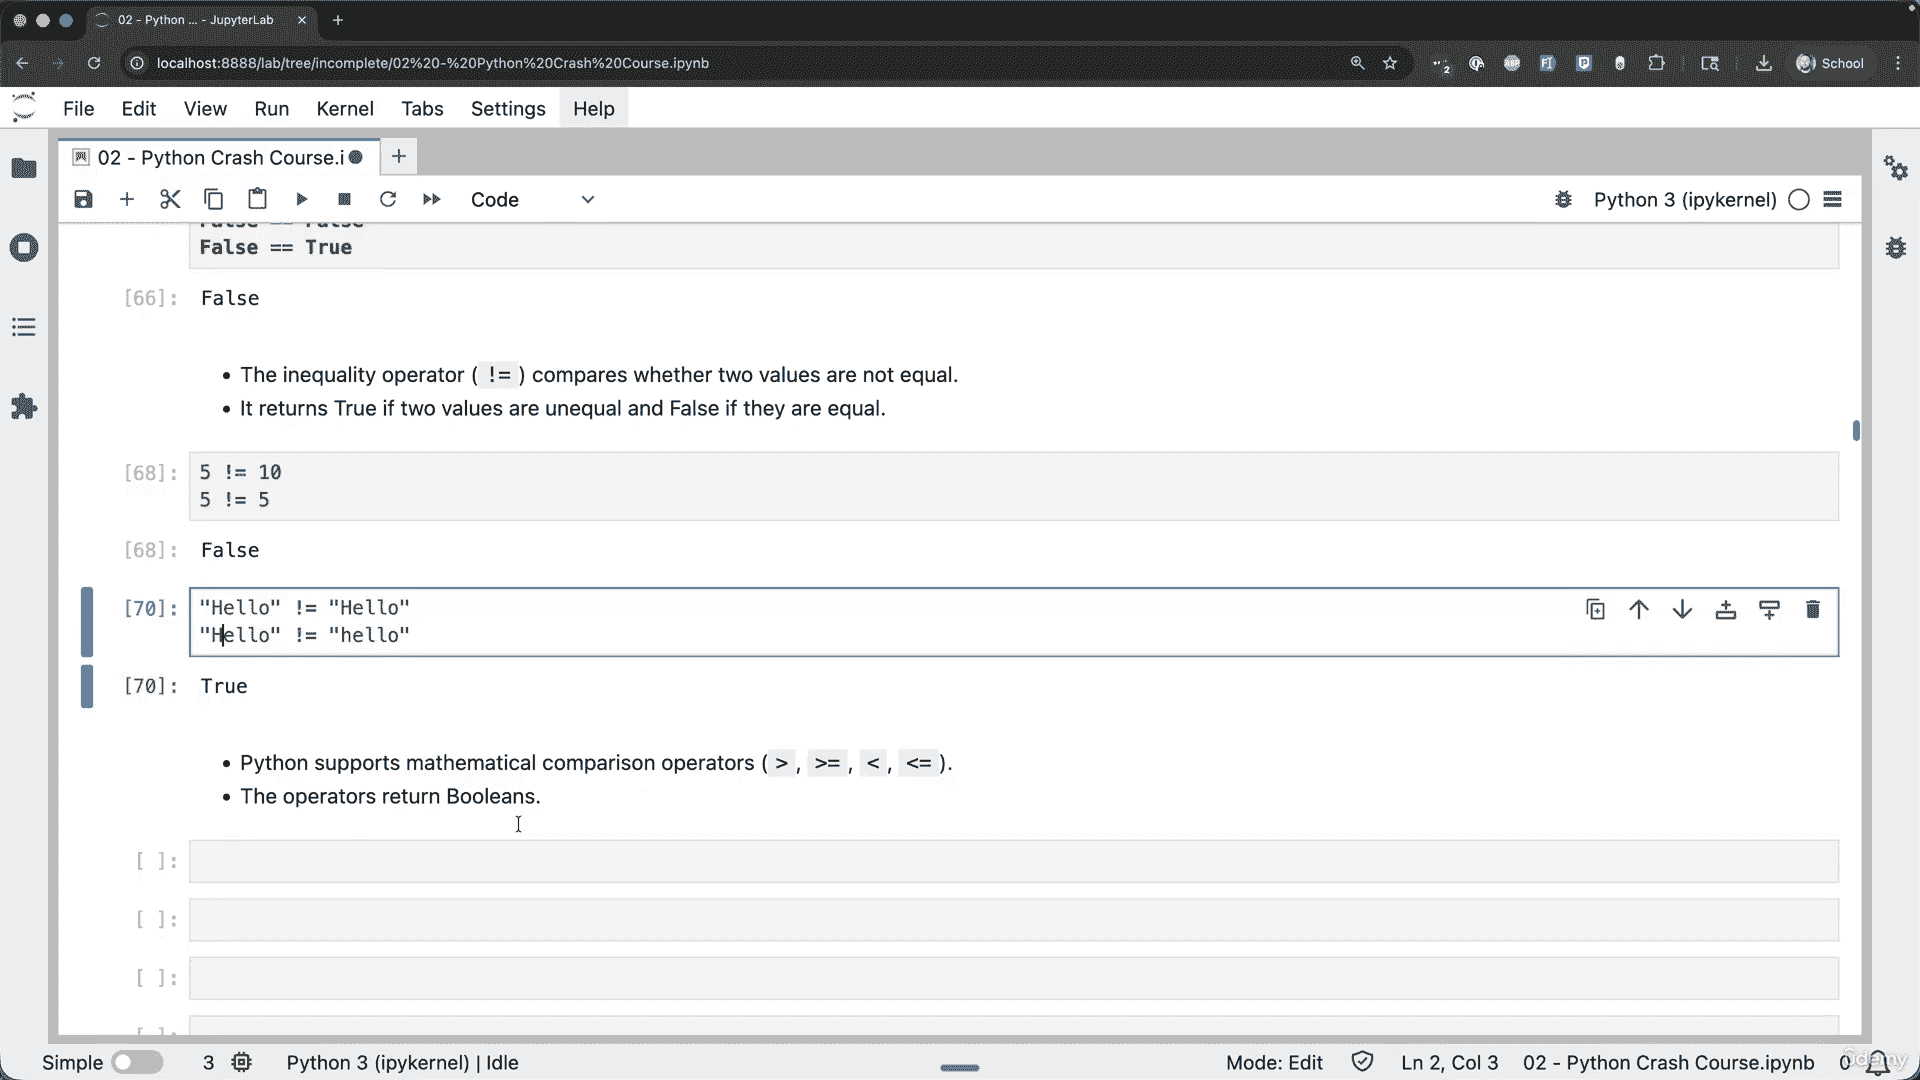 02 - Python ... - JupyterLab
localhost:8888/lab/tree/incomplete/02%20-%20Python%20Crash%20Course.ipynb
2
School
File Edit View Run Kernel Tabs Settings Help
02 - Python Crash Course.i
Code
Python 3 (ipykernel)
False == False
False == True
[66]: False
• The inequality operator ( != ) compares whether two values are not equal.
• It returns True if two values are unequal and False if they are equal.
[68]: 5 != 10
5 != 5
[68]: False
[70]: "Hello" != "Hello"
"Hello" != "hello"
[70]: True
• Python supports mathematical comparison operators ( > , >= , < , <= ).
• The operators return Booleans.
[ ]:
[ ]:
[ ]:
[ ]:
Simple 3 Python 3 (ipykernel) | Idle Mode: Edit Ln 2, Col 3 02 - Python Crash Course.ipynb 0
Udemy